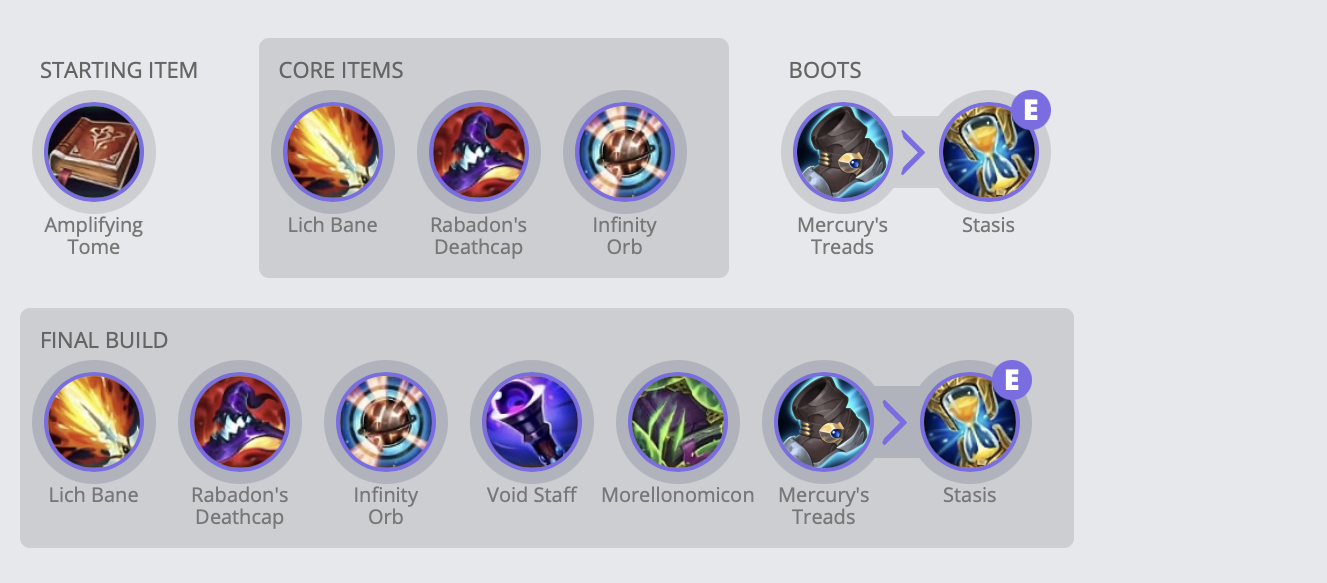 STARTING ITEM
Amplifying
Tome
CORE ITEMS
Lich Bane
Rabadon's
Deathcap
Infinity
Orb
BOOTS
Mercury's
Treads
E
Stasis
FINAL BUILD
Lich Bane
Rabadon's
Deathcap
Infinity
Orb
Void Staff
Morellonomicon
Mercury's
Treads
E
Stasis